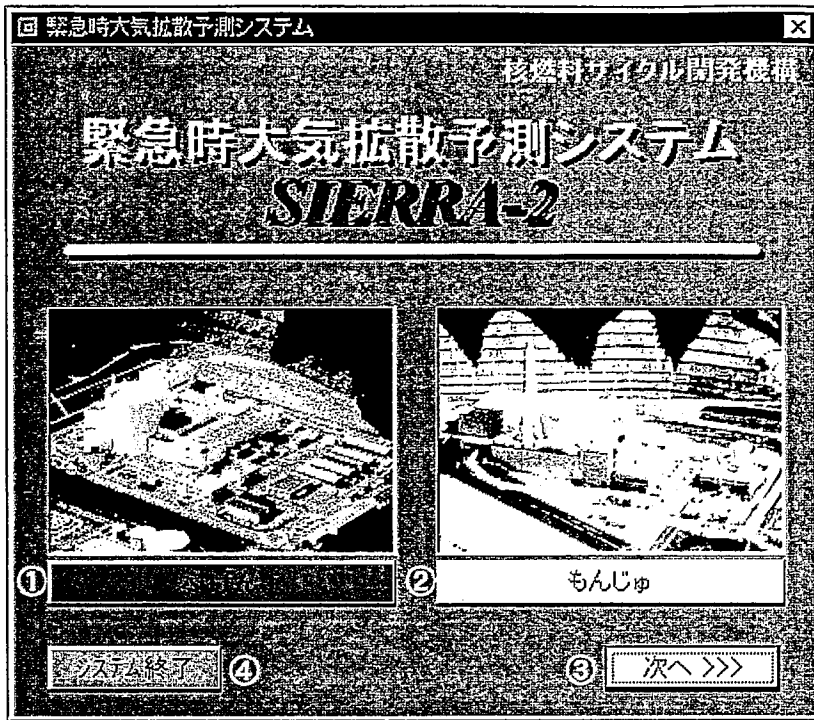 緊急時大気拡散予測システム
核燃料サイクル開発機構
緊急時大気拡散予測システム
SIERRA-2
①
② もんじゅ
システム終了 ④
③ 次へ >>>